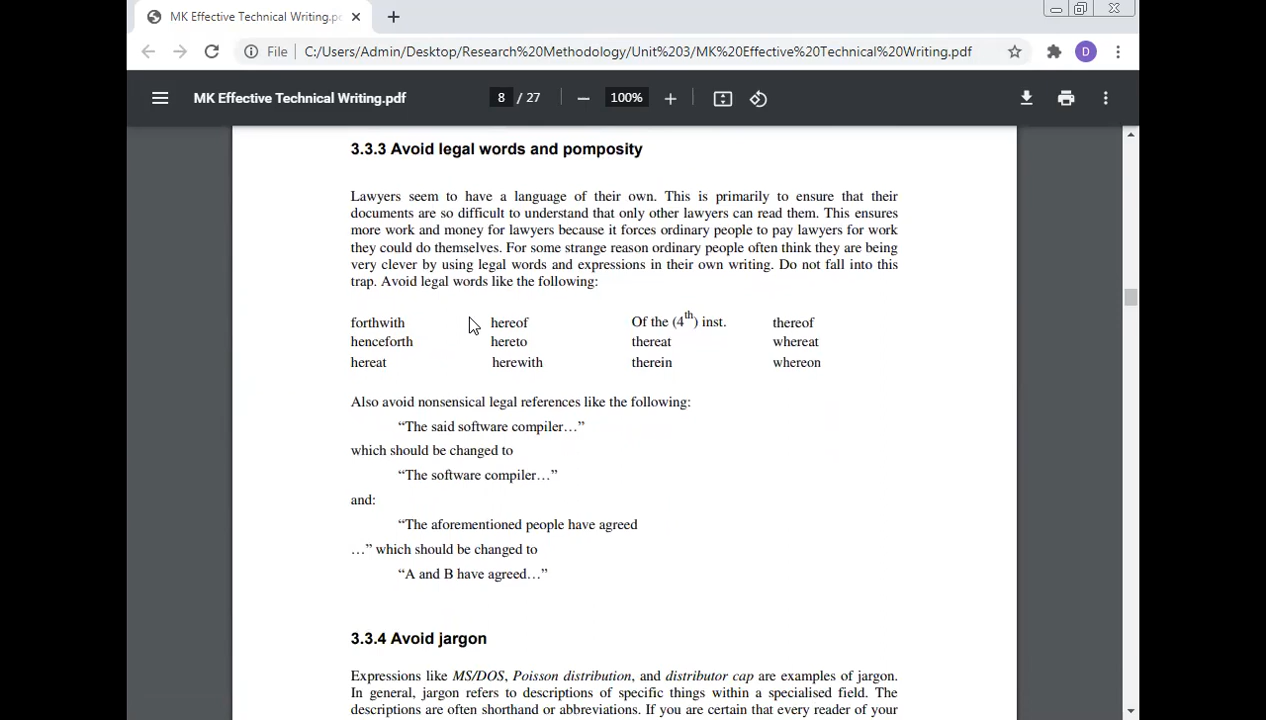 MK Effective Technical Writing.pd
File C:/Users/Admin/Desktop/Research%20Methodology/Unit%203/MK%20Effective%20Technical%20Writing.pdf
D
MK Effective Technical Writing.pdf
8 / 27
100%
3.3.3 Avoid legal words and pomposity
Lawyers seem to have a language of their own. This is primarily to ensure that their
documents are so difficult to understand that only other lawyers can read them. This ensures
more work and money for lawyers because it forces ordinary people to pay lawyers for work
they could do themselves. For some strange reason ordinary people often think they are being
very clever by using legal words and expressions in their own writing. Do not fall into this
trap. Avoid legal words like the following:
forthwith hereof Of the (4th) inst. thereof
henceforth hereto thereat whereat
hereat herewith therein whereon
Also avoid nonsensical legal references like the following:
“The said software compiler…”
which should be changed to
“The software compiler…”
and:
“The aforementioned people have agreed
…” which should be changed to
“A and B have agreed…”
3.3.4 Avoid jargon
Expressions like MS/DOS, Poisson distribution, and distributor cap are examples of jargon.
In general, jargon refers to descriptions of specific things within a specialised field. The
descriptions are often shorthand or abbreviations. If you are certain that every reader of your